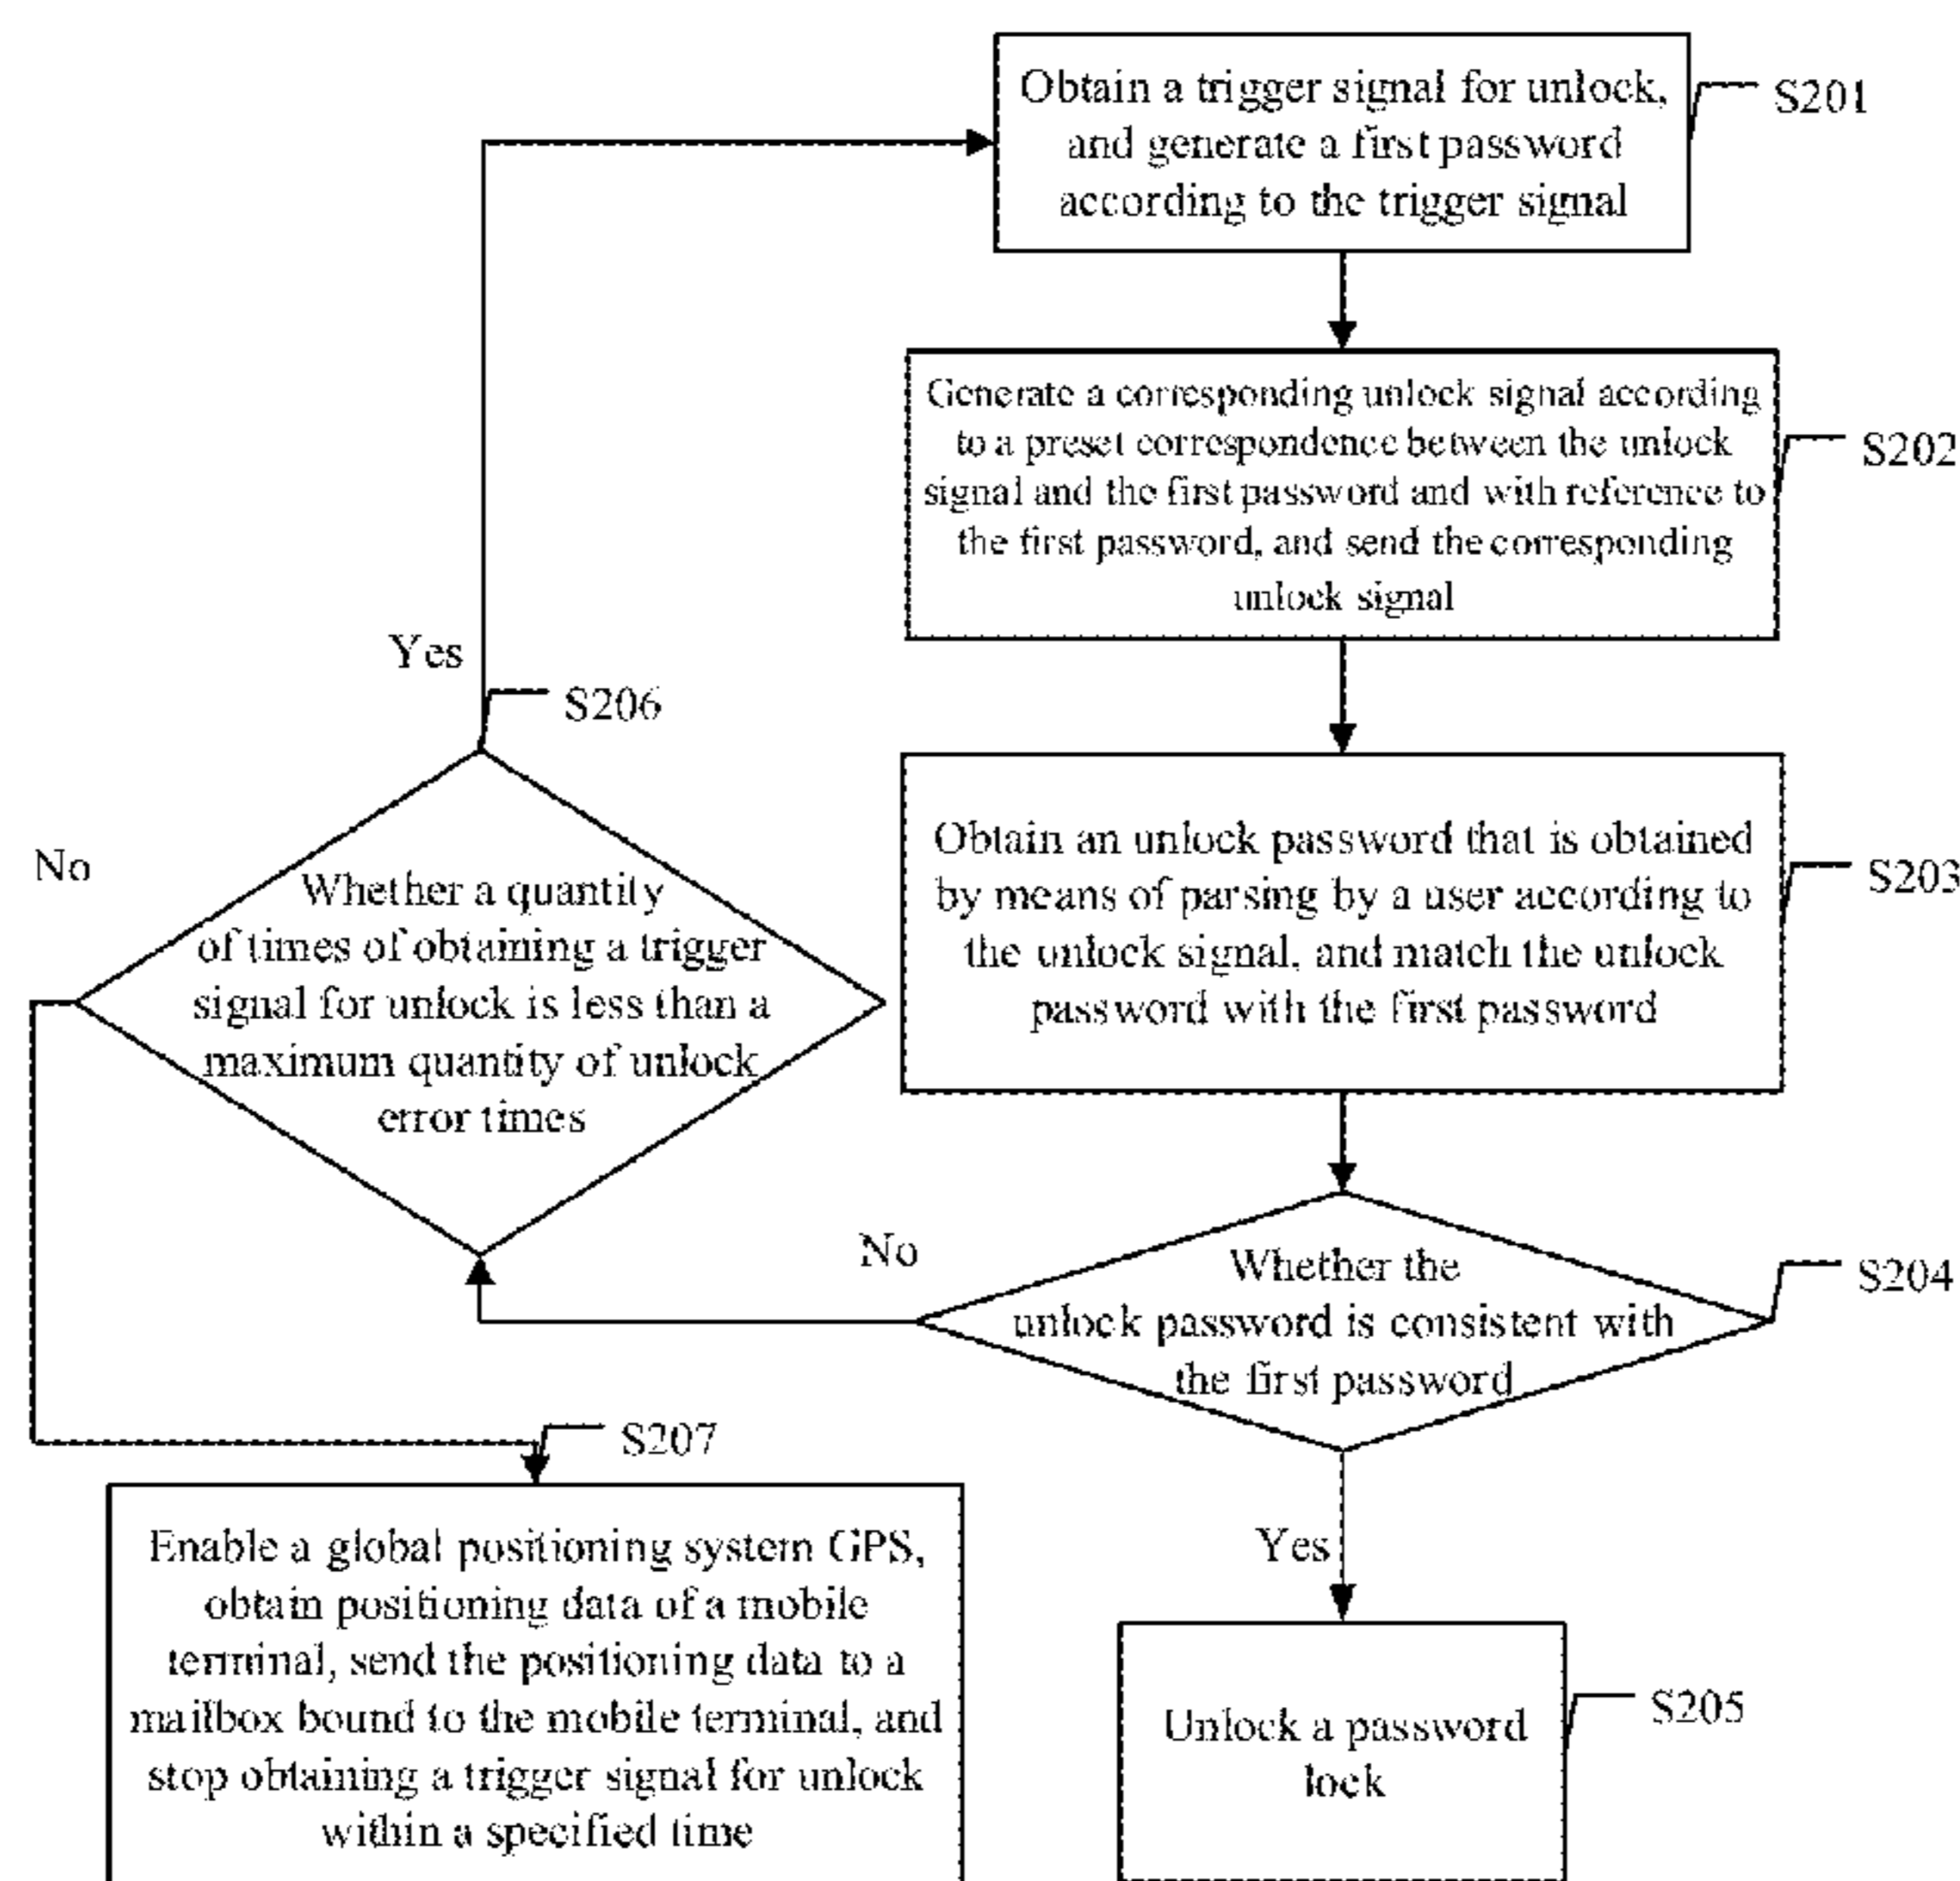 Obtain a trigger signal for unlock,
and generate a first password
according to the trigger signal
S201
Generate a corresponding unlock signal according
to a preset correspondence between the unlock
signal and the first password and with reference to
the first password, and send the corresponding
unlock signal
S202
Yes
S206
No
Whether a quantity
of times of obtaining a trigger
signal for unlock is less than a
maximum quantity of unlock
error times
Obtain an unlock password that is obtained
by means of parsing by a user according to
the unlock signal, and match the unlock
password with the first password
S203
No
Whether the
unlock password is consistent with
the first password
S204
S207
Enable a global positioning system GPS,
obtain positioning data of a mobile
terminal, send the positioning data to a
mailbox bound to the mobile terminal, and
stop obtaining a trigger signal for unlock
within a specified time
Yes
Unlock a password
lock
S205